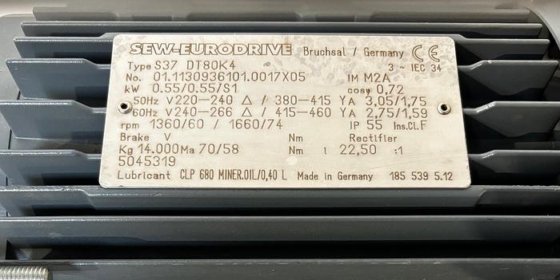 SEW-EURODRIVE Bruchsal / Germany CE
Type S37 DT80K4 3 ~ IEC 34
No. 01.1130936101.0017X05 IM M2A
kW 0.55/0.55/S1 cosφ 0,72
50Hz V 220-240 Δ / 380-415 Y A 3,05/1,75
60Hz V 240-266 Δ / 415-460 Y A 2,75/1,59
rpm 1360/60 / 1660/74 IP 55 Ins.Cl. F
Brake V Nm Rectifier
Kg 14.000 Ma 70/58 Nm i 22,50 :1
5045319
Lubricant CLP 680 MINER.OIL/0,40 L Made in Germany 185 539 5.12